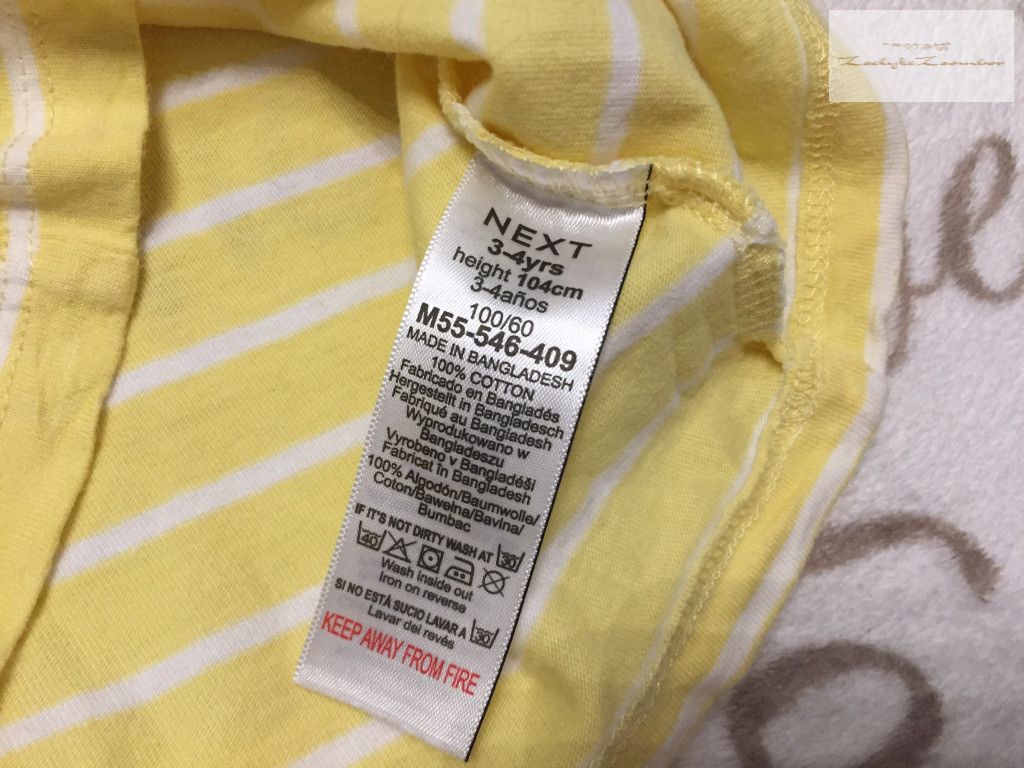 NEXT
3-4yrs
height 104cm
3-4años
100/60
M55-546-409
MADE IN BANGLADESH
100% COTTON
Fabricado en Bangladés
Hergestellt in Bangladesch
Fabriqué au Bangladesh
Wyprodukowano w
Bangladeszu
Vyrobeno v Bangladéši
Fabricat în Bangladesh
100% Algodón/Baumwolle/
Coton/Bawełna/Bavlna/
Bumbac
IF IT'S NOT DIRTY WASH AT 30
40
Wash inside out
Iron on reverse
SI NO ESTÁ SUCIO LAVAR A 30
Lavar del revés
KEEP AWAY FROM FIRE